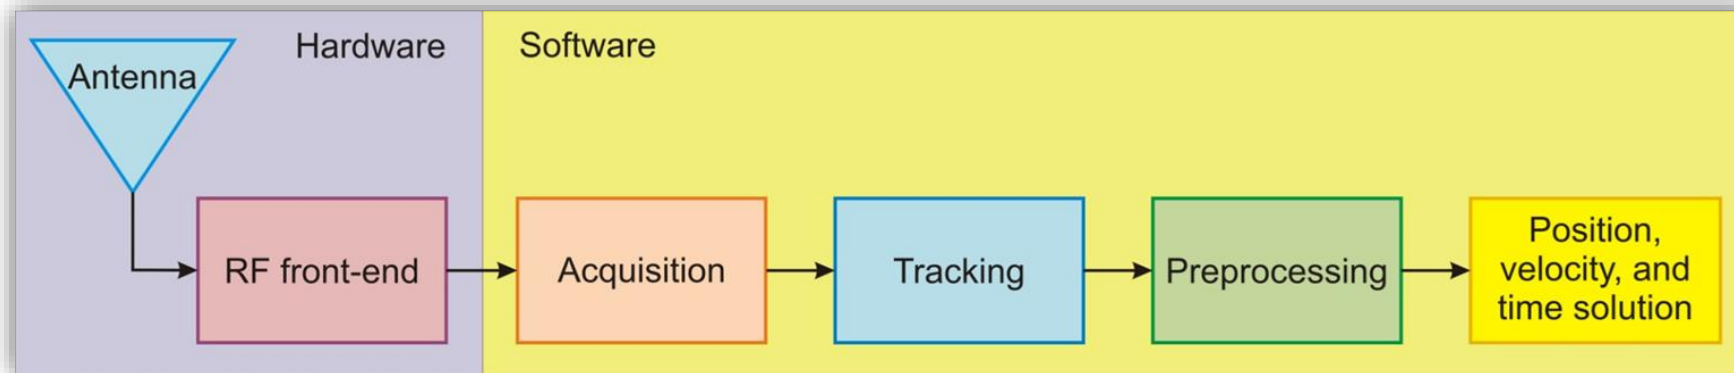 Hardware
Software
Antenna
RF front-end
Acquisition
Tracking
Preprocessing
Position,
velocity, and
time solution